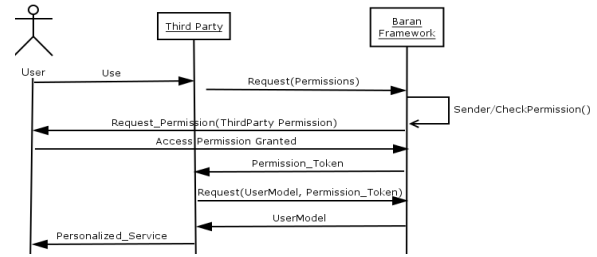 Third Party
Baran
Framework
User
Use
Request(Permissions)
Sender/CheckPermission()
Request_Permission(ThirdParty Permission)
Access Permission Granted
Permission_Token
Request(UserModel, Permission_Token)
UserModel
Personalized_Service